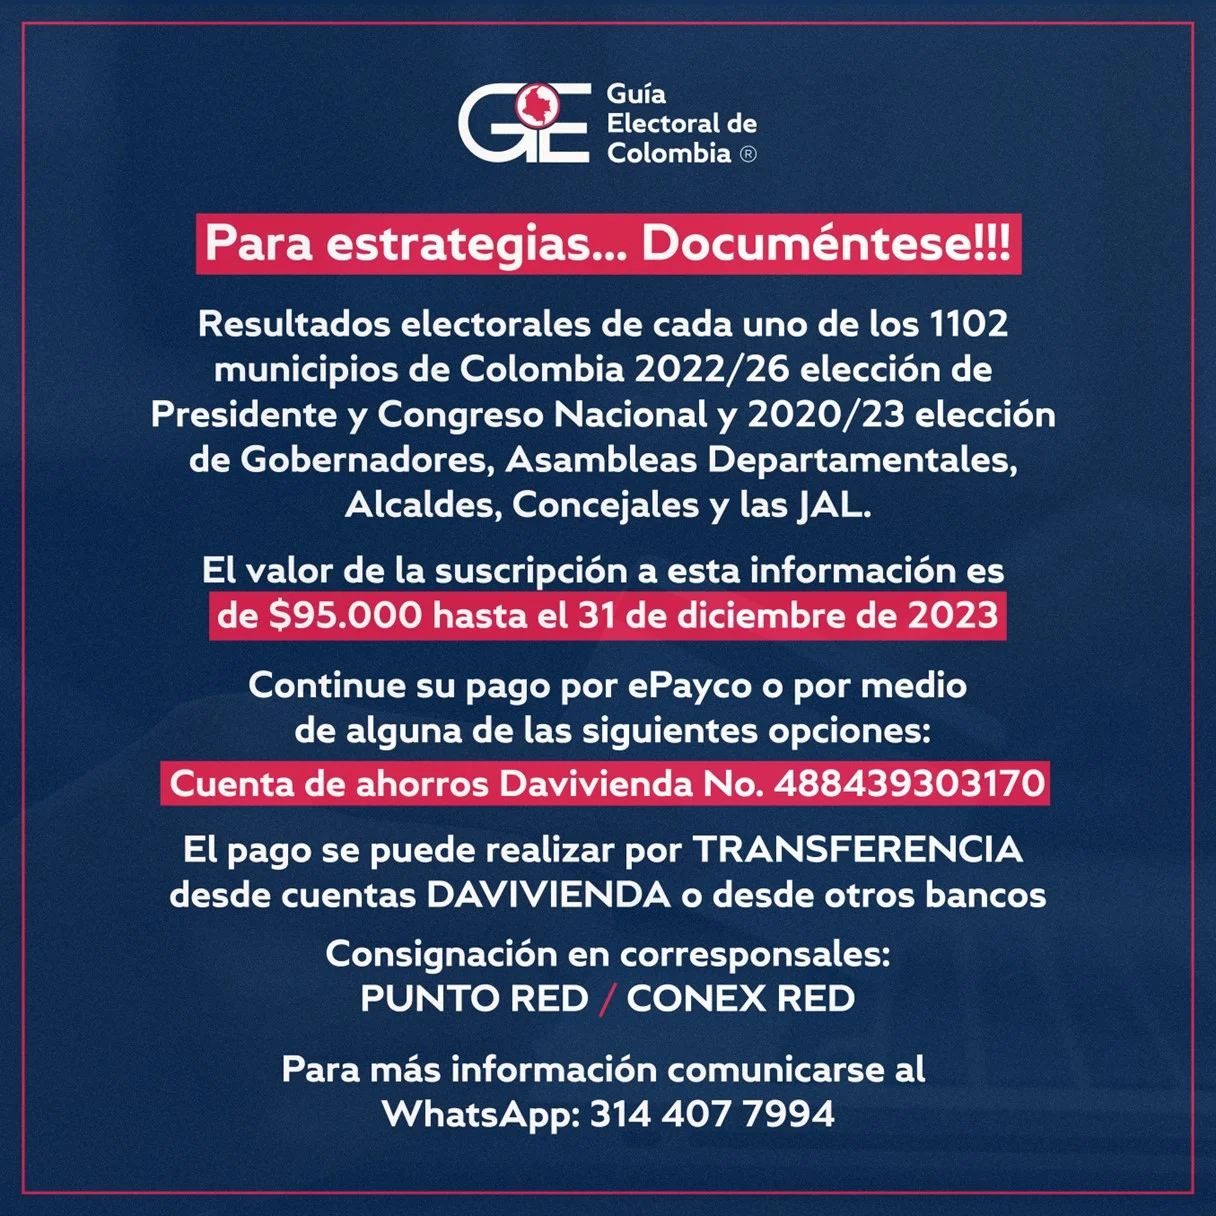 GE
Guía
Electoral de
Colombia ®
Para estrategias... Documéntese!!!
Resultados electorales de cada uno de los 1102
municipios de Colombia 2022/26 elección de
Presidente y Congreso Nacional y 2020/23 elección
de Gobernadores, Asambleas Departamentales,
Alcaldes, Concejales y las JAL.
El valor de la suscripción a esta información es
de $95.000 hasta el 31 de diciembre de 2023
Continue su pago por ePayco o por medio
de alguna de las siguientes opciones:
Cuenta de ahorros Davivienda No. 488439303170
El pago se puede realizar por TRANSFERENCIA
desde cuentas DAVIVIENDA o desde otros bancos
Consignación en corresponsales:
PUNTO RED / CONEX RED
Para más información comunicarse al
WhatsApp: 314 407 7994